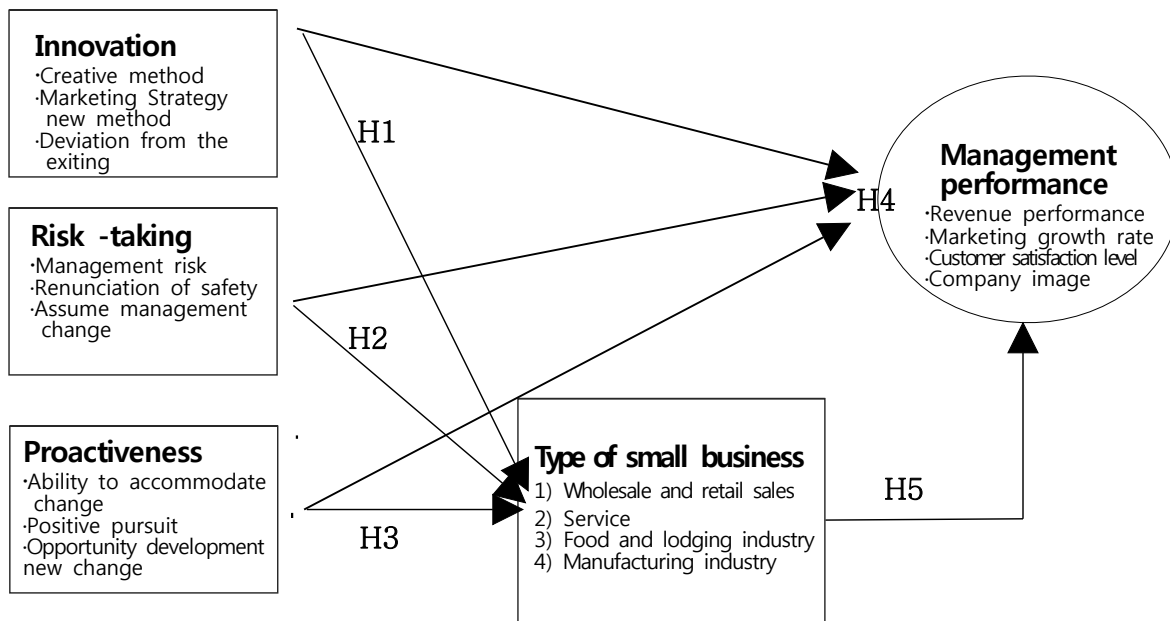 Innovation
·Creative method
·Marketing Strategy
new method
·Deviation from the
exiting
H1
Risk -taking
·Management risk
·Renunciation of safety
·Assume management
change
H2
Proactiveness
·Ability to accommodate
change
·Positive pursuit
·Opportunity development
new change
H3
Type of small business
1) Wholesale and retail sales
2) Service
3) Food and lodging industry
4) Manufacturing industry
H4
Management
performance
·Revenue performance
·Marketing growth rate
·Customer satisfaction level
·Company image
H5